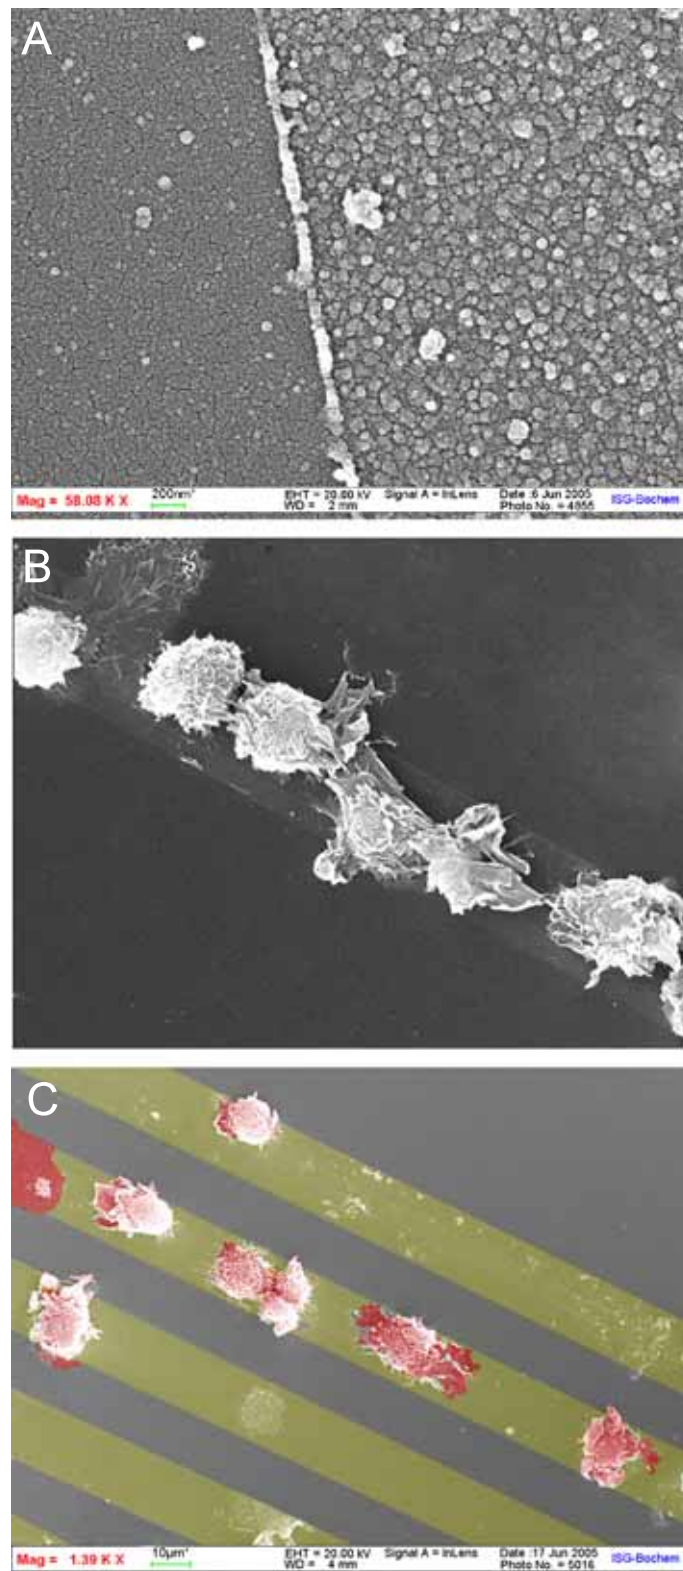 A
Mag = 58.08 K X 200nm* EHT = 20.00 kV Signal A = InLens Date :6 Jun 2005 ISG-Biochem
WD = 2 mm Photo No. = 4855
B
C
Mag = 1.39 K X 10µm* EHT = 20.00 kV Signal A = InLens Date :17 Jun 2005 ISG-Biochem
WD = 4 mm Photo No. = 5016